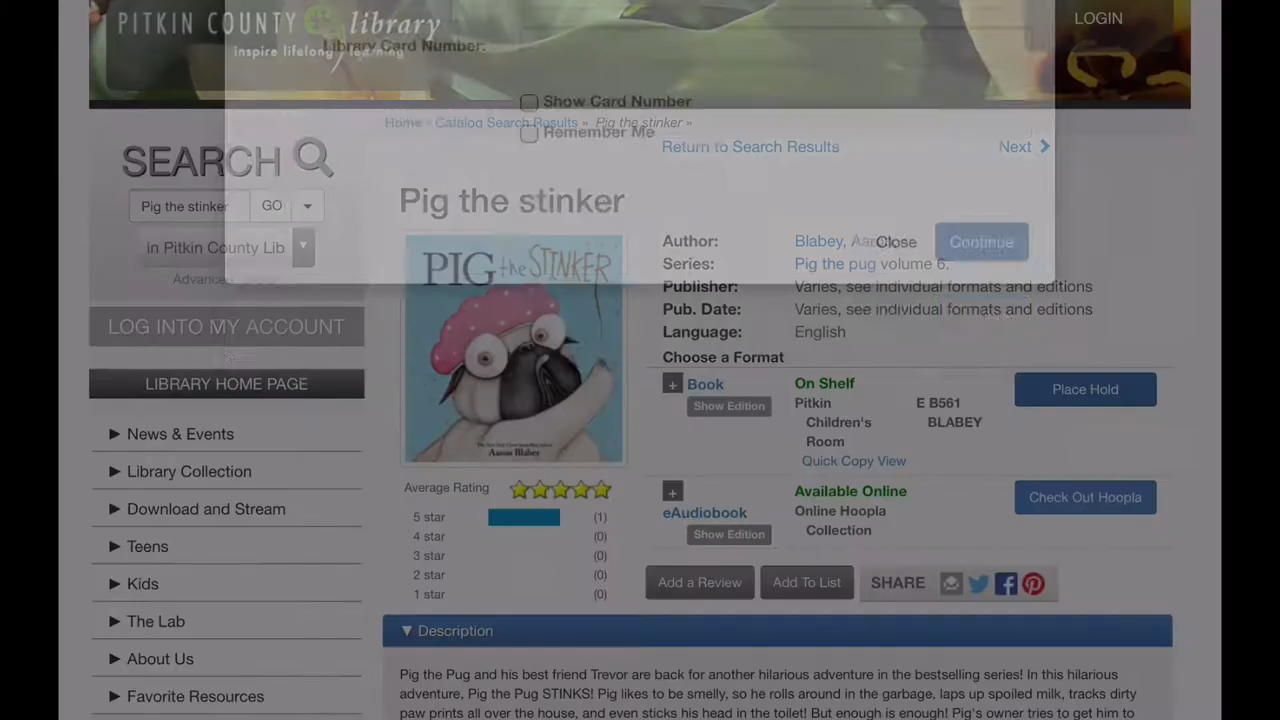 PITKIN COUNTY library
inspire lifelong learning
LOGIN
Library Card Number:
Show Card Number
Remember Me
Home » Catalog Search Results » Pig the stinker »
Return to Search Results
Next
SEARCH
Pig the stinker
GO
in Pitkin County Lib
Advanced
LOG INTO MY ACCOUNT
LIBRARY HOME PAGE
News & Events
Library Collection
Download and Stream
Teens
Kids
The Lab
About Us
Favorite Resources
Pig the stinker
PIG the STINKER
Aaron Blabey
Average Rating
5 star (1)
4 star (0)
3 star (0)
2 star (0)
1 star (0)
Author: Blabey, Aaron
Close
Continue
Series: Pig the pug volume 6.
Publisher: Varies, see individual formats and editions
Pub. Date: Varies, see individual formats and editions
Language: English
Choose a Format
+ Book
Show Edition
On Shelf
Pitkin E B561
Children's BLABEY
Room
Quick Copy View
Place Hold
+
eAudiobook
Show Edition
Available Online
Online Hoopla
Collection
Check Out Hoopla
Add a Review
Add To List
SHARE
Description
Pig the Pug and his best friend Trevor are back for another hilarious adventure in the bestselling series! In this hilarious
adventure, Pig the Pug STINKS! Pig likes to be smelly, so he rolls around in the garbage, laps up spoiled milk, tracks dirty
paw prints all over the house, and even sticks his head in the toilet! But enough is enough! Pig's owner tries to get him to